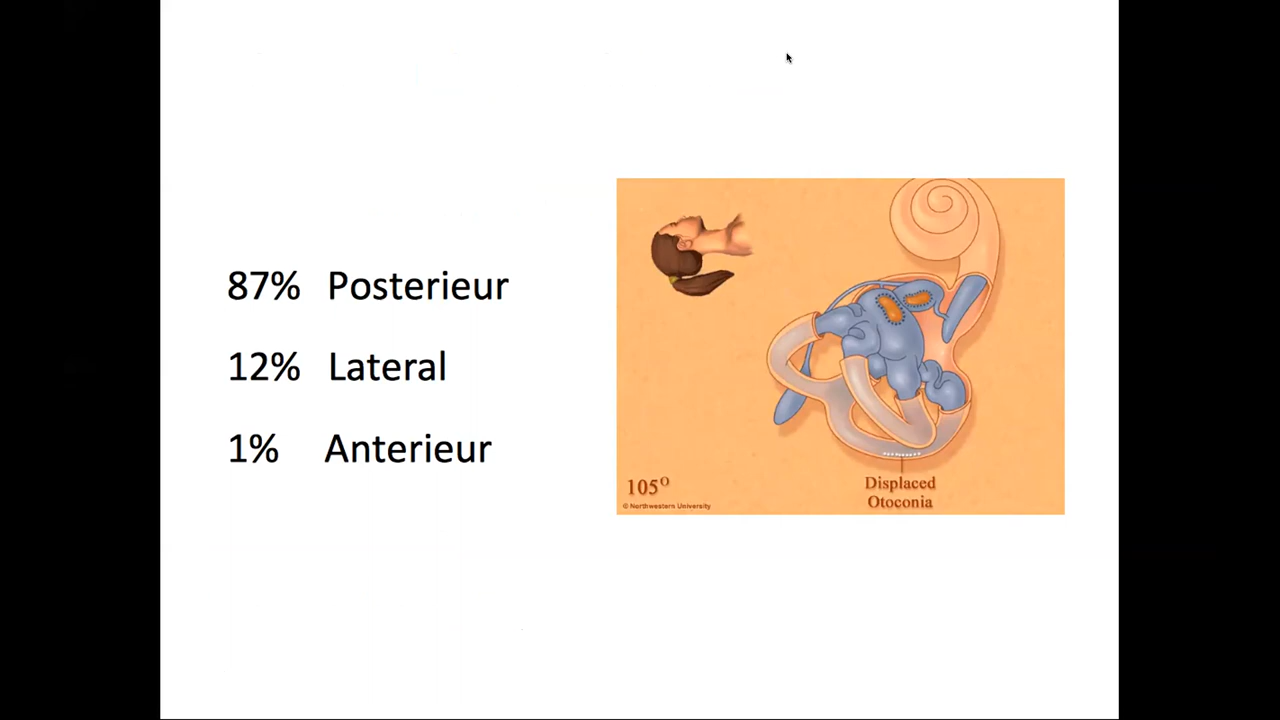 87% Posterieur
12% Lateral
1% Anterieur
105°
© Northwestern University
Displaced
Otoconia